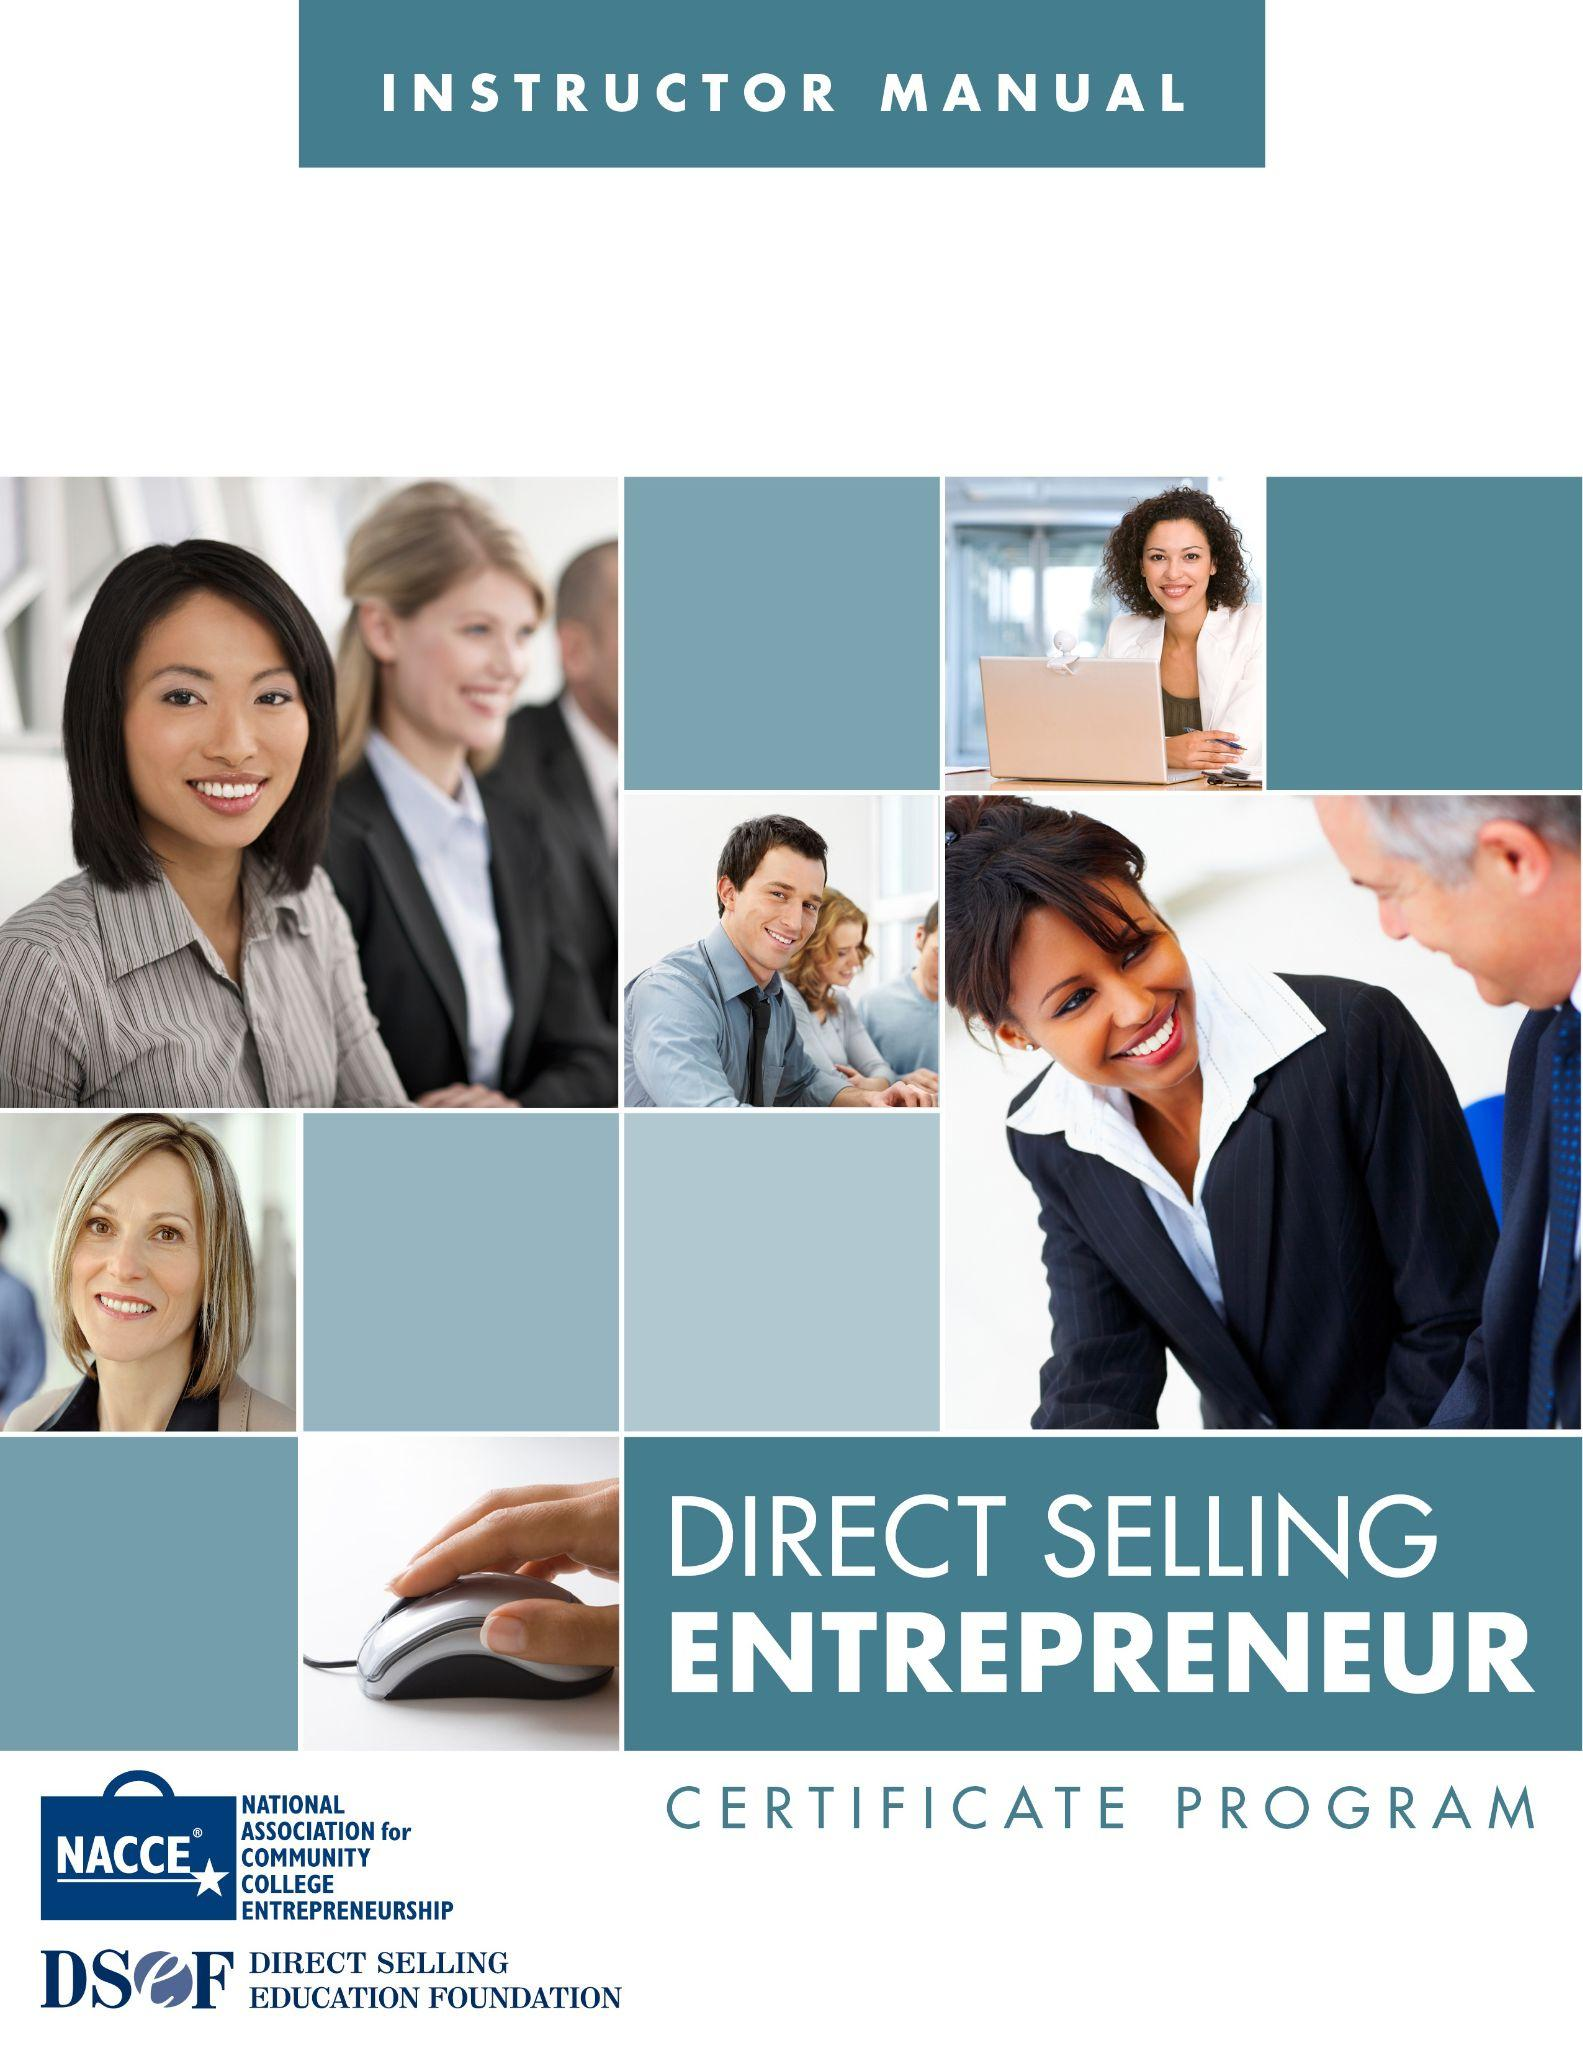 INSTRUCTOR MANUAL
DIRECT SELLING
ENTREPRENEUR
CERTIFICATE PROGRAM
NACCE®
NATIONAL
ASSOCIATION for
COMMUNITY
COLLEGE
ENTREPRENEURSHIP
DSeF
DIRECT SELLING
EDUCATION FOUNDATION